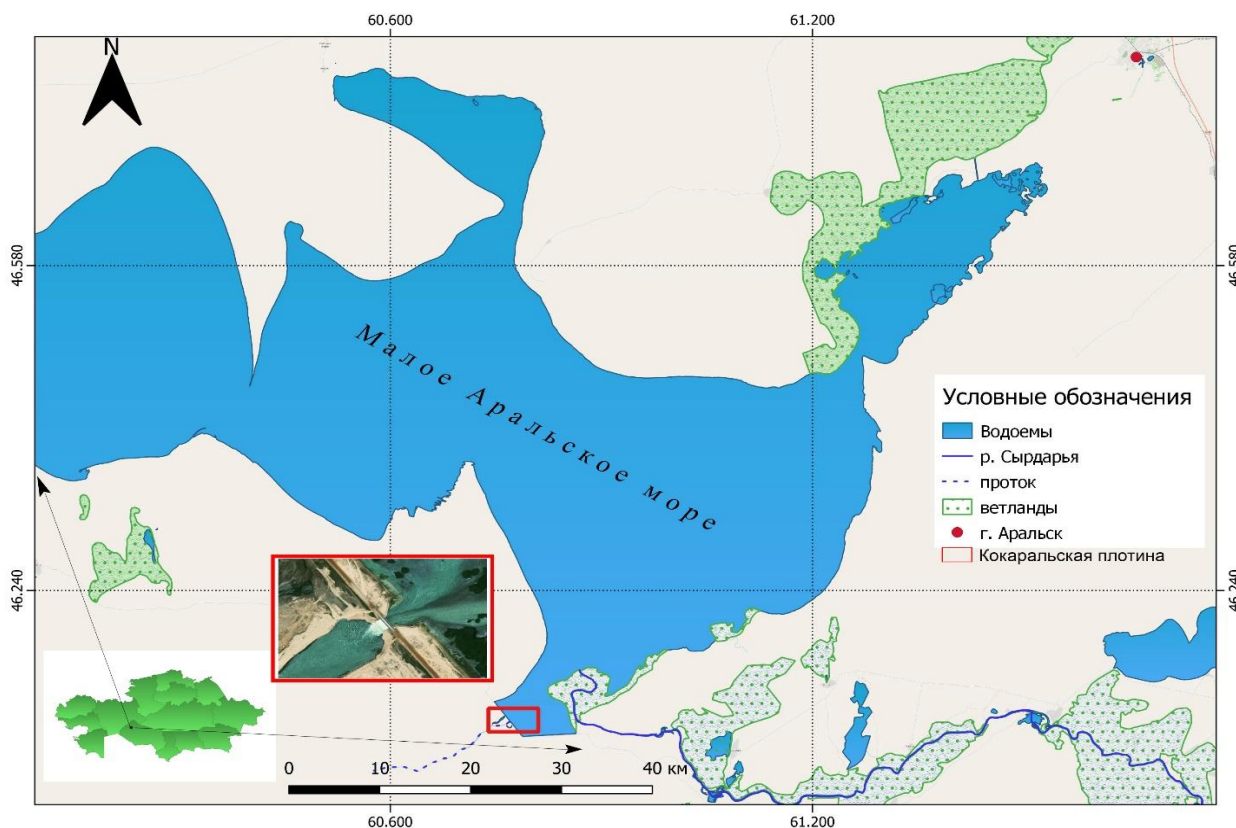 60.600 61.200
N
46.580 46.580
Малое Аральское море
Условные обозначения
Водоемы
р. Сырдарья
проток
ветланды
г. Аральск
Кокаральская плотина
46.240 46.240
0 10 20 30 40 км
60.600 61.200